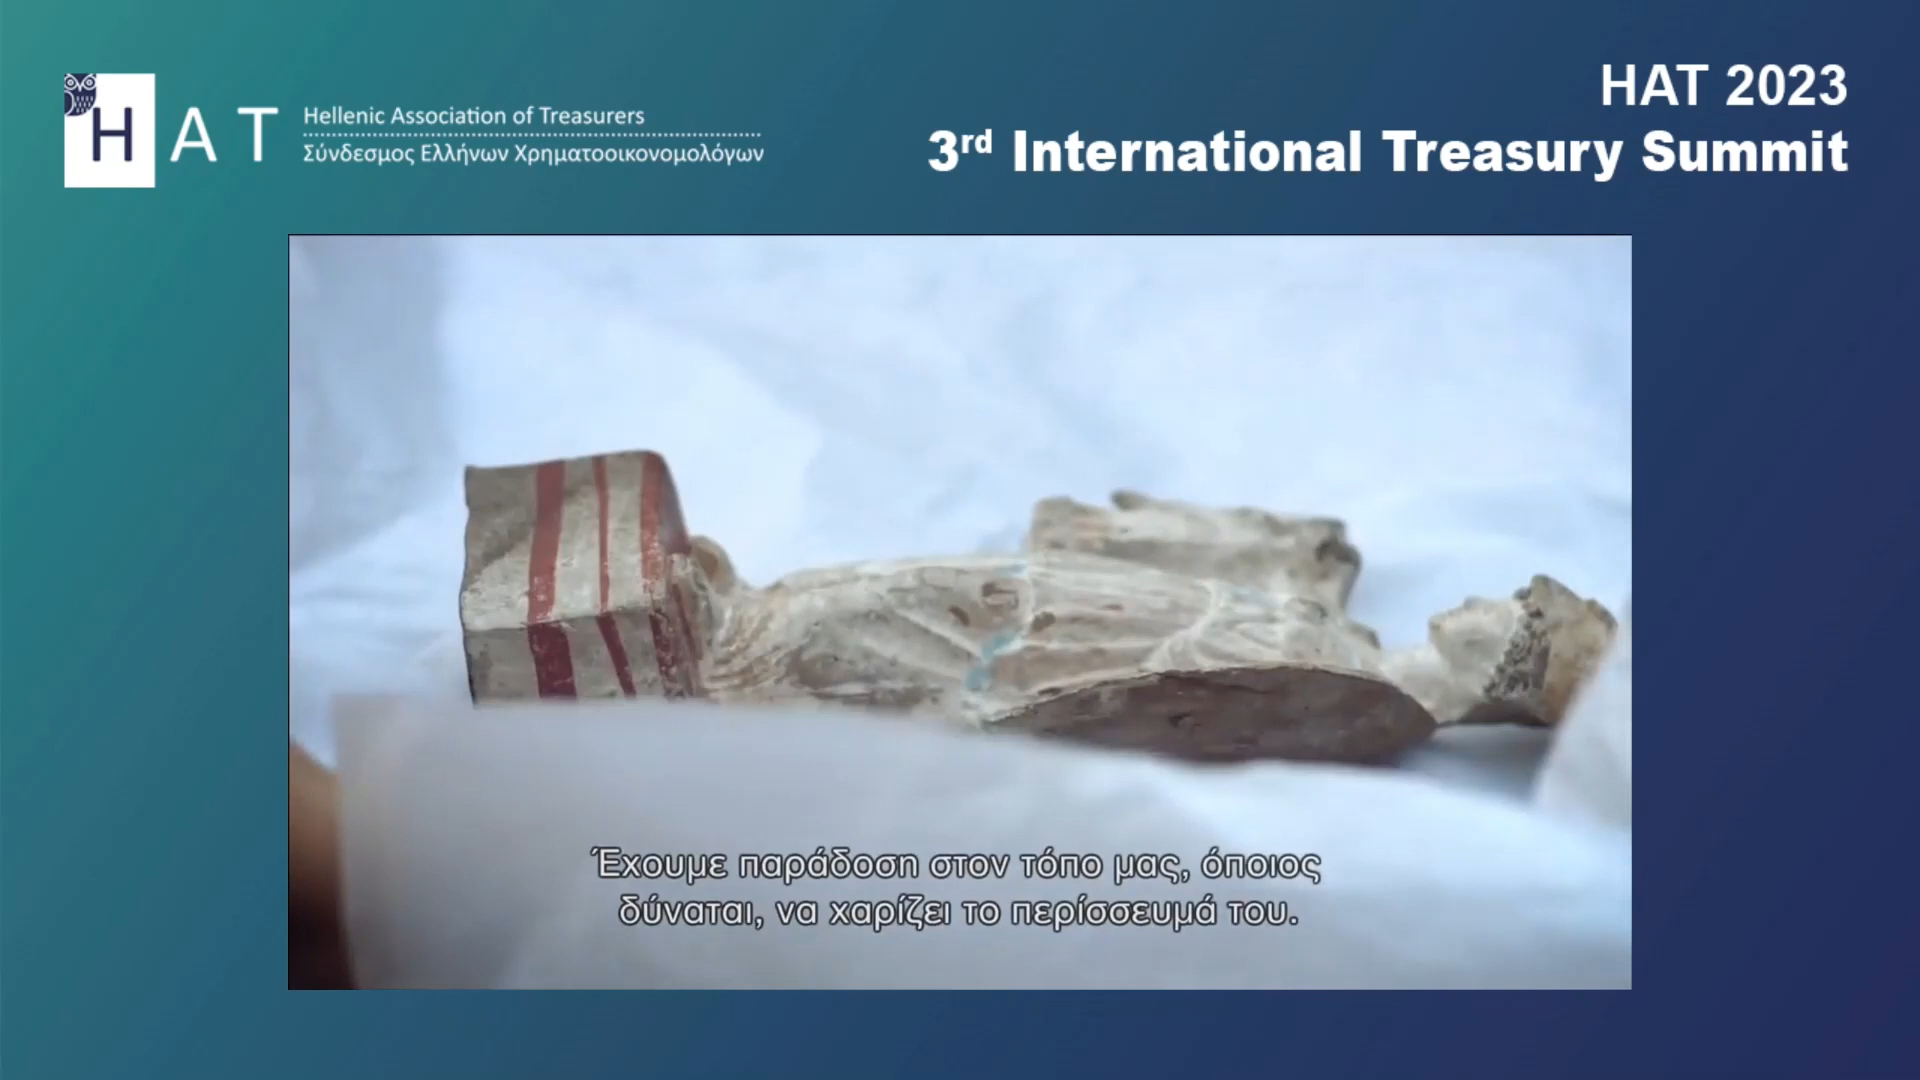 HAT
Hellenic Association of Treasurers
Σύνδεσμος Ελλήνων Χρηματοοικονομολόγων
HAT 2023
3rd International Treasury Summit
Έχουμε παράδοση στον τόπο μας, όποιος
δύναται, να χαρίζει το περίσσευμά του.